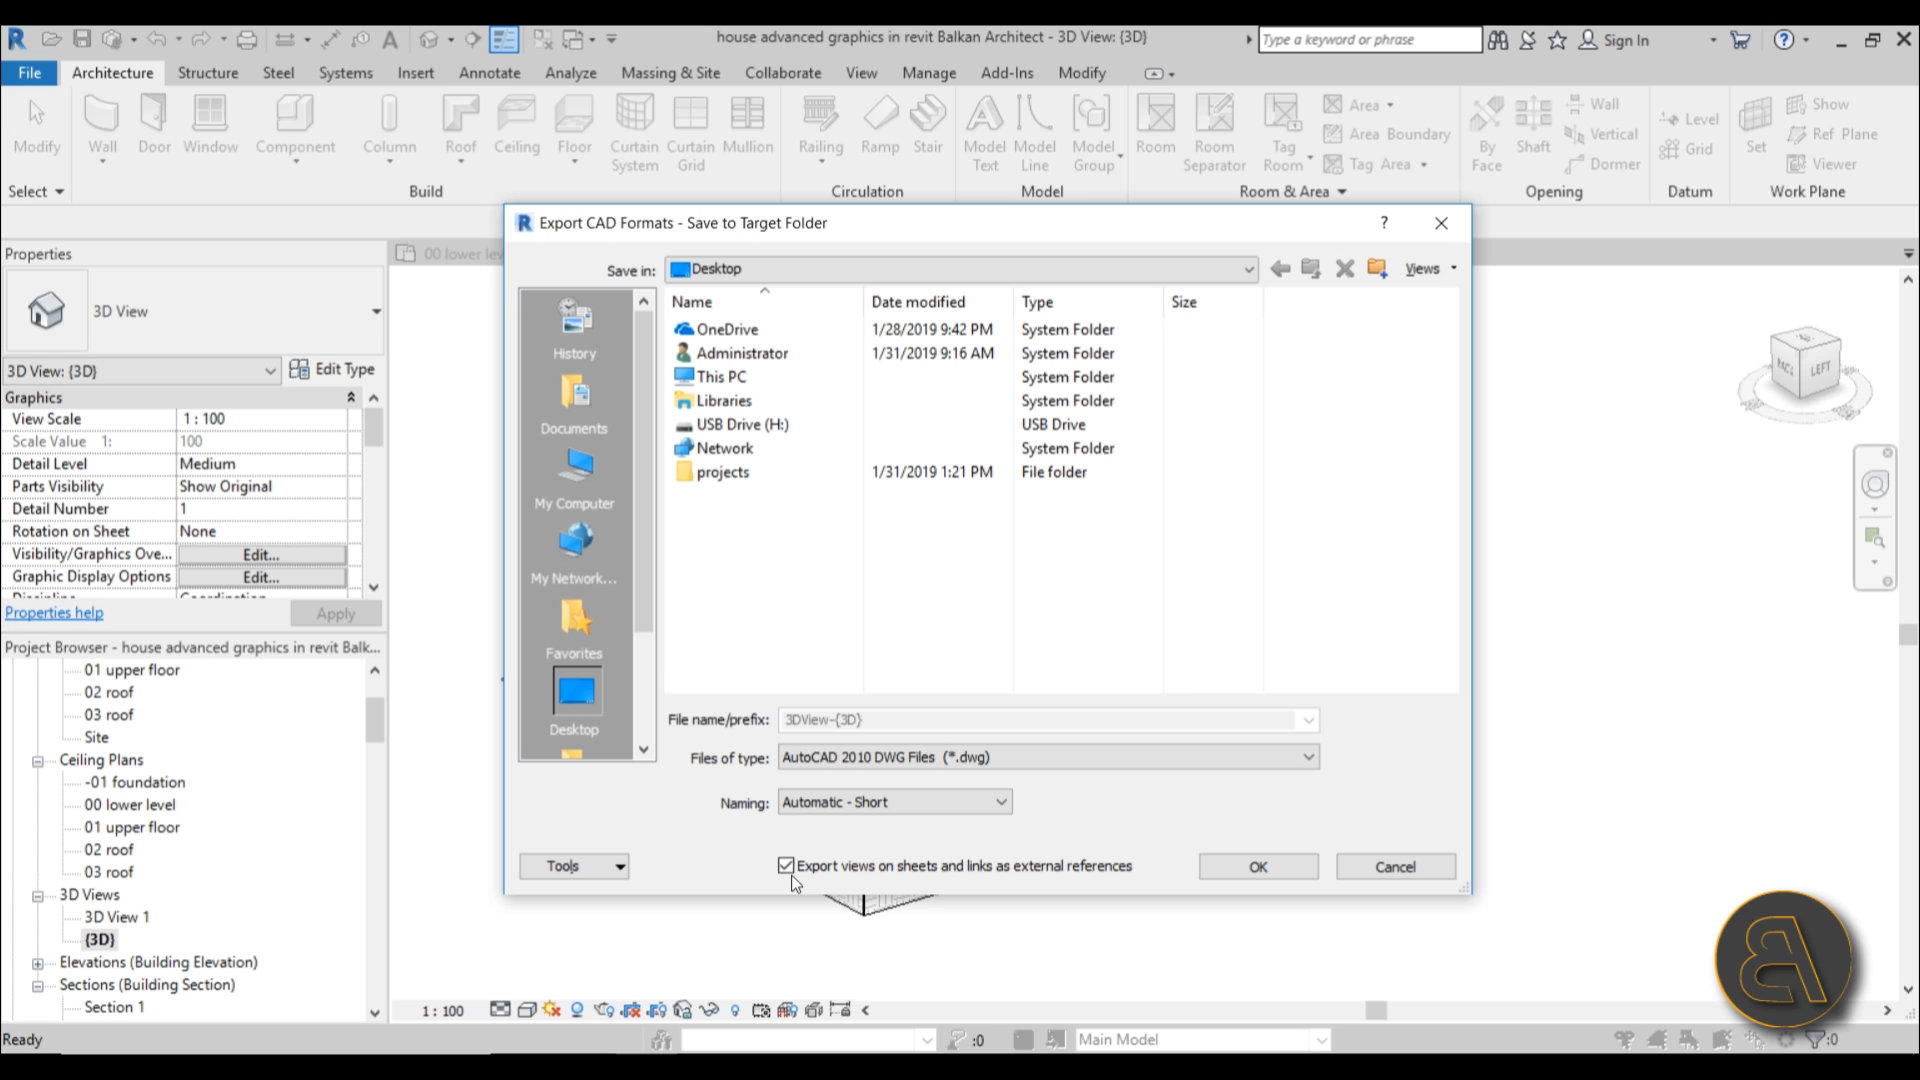 house advanced graphics in revit Balkan Architect - 3D View: {3D}
Type a keyword or phrase
Sign In
File
Architecture
Structure
Steel
Systems
Insert
Annotate
Analyze
Massing & Site
Collaborate
View
Manage
Add-Ins
Modify
Modify
Wall
Door
Window
Component
Column
Roof
Ceiling
Floor
Curtain System
Curtain Grid
Mullion
Railing
Ramp
Stair
Model Text
Model Line
Model Group
Room
Room Separator
Tag Room
Area
Area Boundary
Tag Area
By Face
Shaft
Wall
Vertical
Dormer
Level
Grid
Set
Show
Ref Plane
Viewer
Select
Build
Circulation
Model
Room & Area
Opening
Datum
Work Plane
Properties
3D View
3D View: {3D}
Edit Type
Graphics
View Scale 1 : 100
Scale Value 1: 100
Detail Level Medium
Parts Visibility Show Original
Detail Number 1
Rotation on Sheet None
Visibility/Graphics Ove... Edit...
Graphic Display Options Edit...
Properties help
Apply
Project Browser - house advanced graphics in revit Balk...
01 upper floor
02 roof
03 roof
Site
Ceiling Plans
-01 foundation
00 lower level
01 upper floor
02 roof
03 roof
3D Views
3D View 1
{3D}
Elevations (Building Elevation)
Sections (Building Section)
Section 1
00 lower lev
Export CAD Formats - Save to Target Folder
?
Save in: Desktop
Views
History
Documents
My Computer
My Network...
Favorites
Desktop
Name Date modified Type Size
OneDrive 1/28/2019 9:42 PM System Folder
Administrator 1/31/2019 9:16 AM System Folder
This PC System Folder
Libraries System Folder
USB Drive (H:) USB Drive
Network System Folder
projects 1/31/2019 1:21 PM File folder
File name/prefix: 3DView-{3D}
Files of type: AutoCAD 2010 DWG Files (*.dwg)
Naming: Automatic - Short
Tools
Export views on sheets and links as external references
OK
Cancel
BACK
LEFT
1 : 100
Ready
:0
Main Model
:0